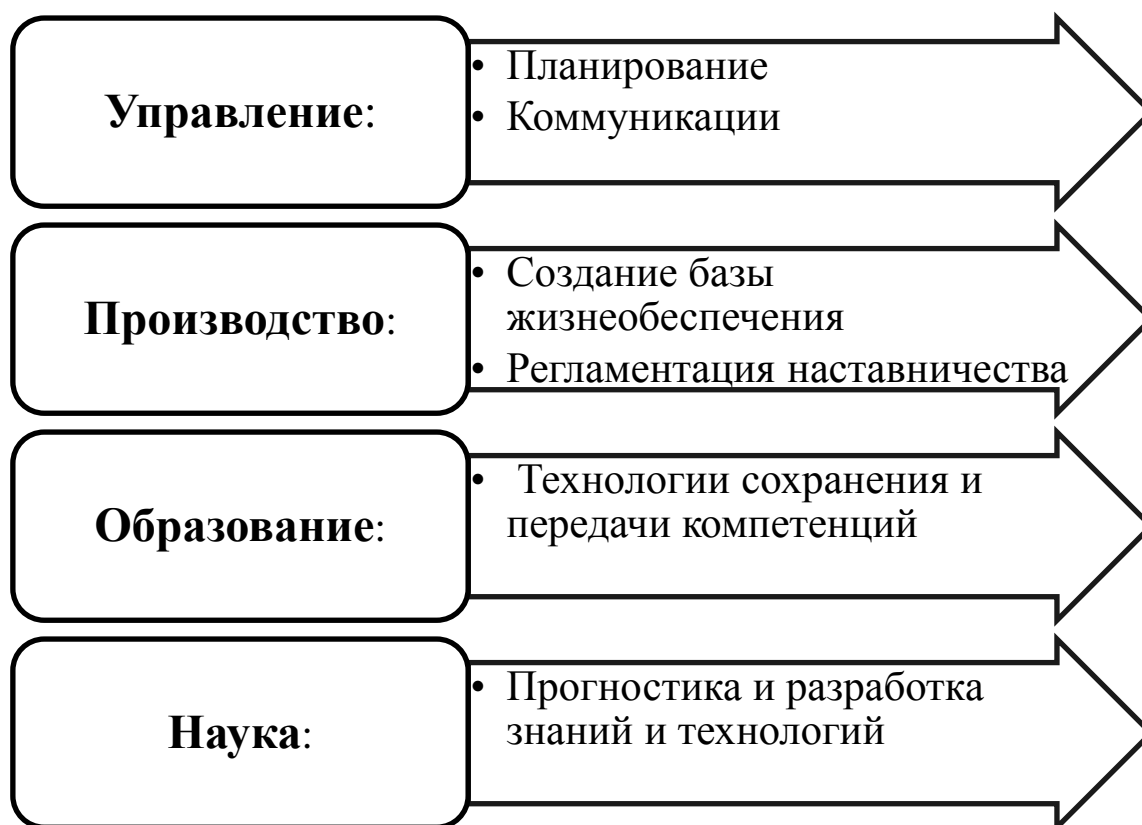 Управление:
• Планирование
• Коммуникации
Производство:
• Создание базы
жизнеобеспечения
• Регламентация наставничества
Образование:
• Технологии сохранения и
передачи компетенций
Наука:
• Прогностика и разработка
знаний и технологий